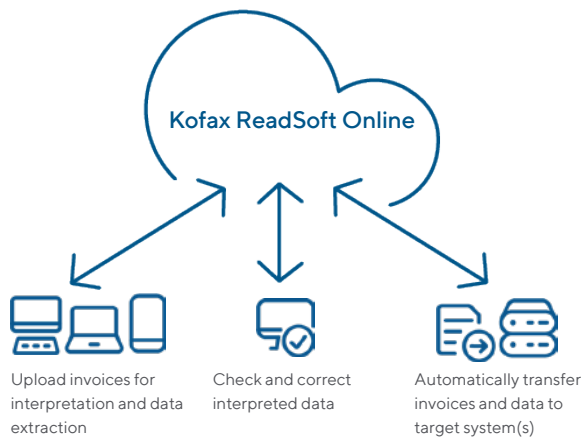 Kofax ReadSoft Online
Upload invoices for
interpretation and data
extraction
Check and correct
interpreted data
Automatically transfer
invoices and data to
target system(s)